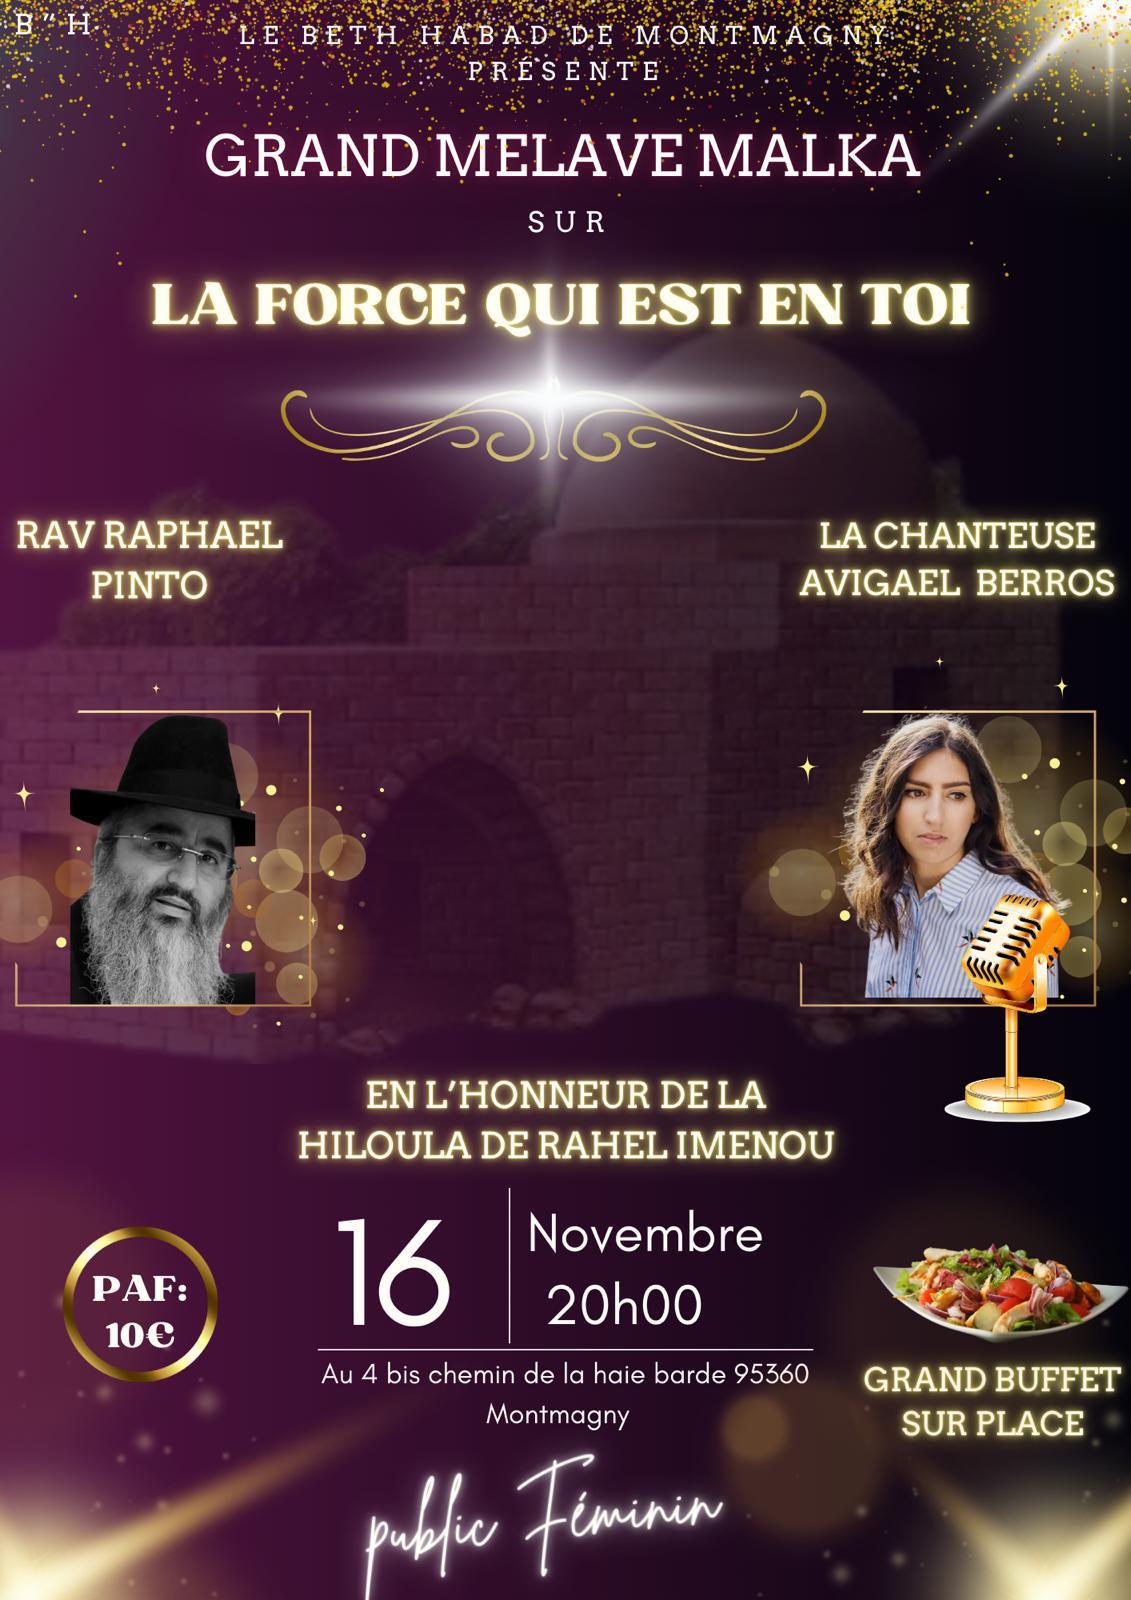 B"H
LE BETH HABAD DE MONTMAGNY
PRÉSENTE
GRAND MELAVE MALKA
SUR
LA FORCE QUI EST EN TOI
RAV RAPHAEL
PINTO
LA CHANTEUSE
AVIGAEL BERROS
EN L'HONNEUR DE LA
HILOULA DE RAHEL IMENOU
PAF:
10€
16
Novembre
20h00
Au 4 bis chemin de la haie barde 95360
Montmagny
GRAND BUFFET
SUR PLACE
public Féminin